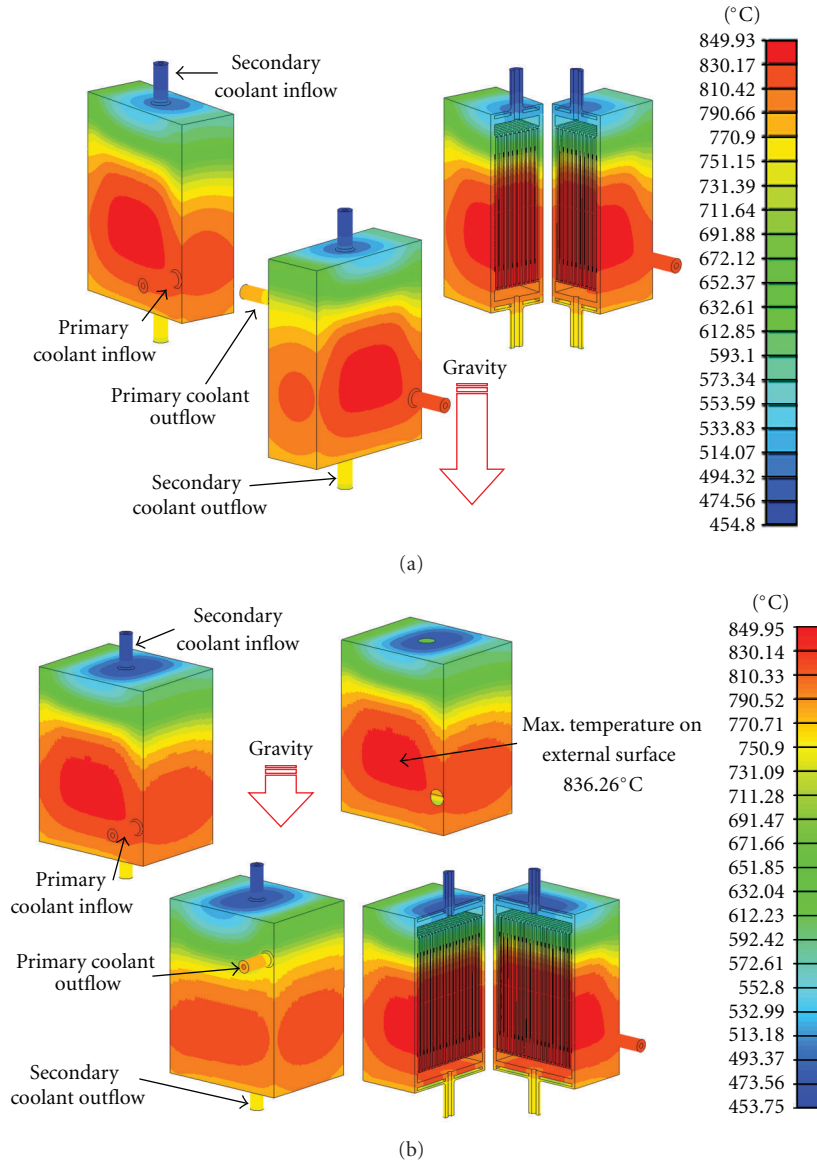 (°C)
849.93
830.17
810.42
790.66
770.9
751.15
731.39
711.64
691.88
672.12
652.37
632.61
612.85
593.1
573.34
553.59
533.83
514.07
494.32
474.56
454.8
Secondary
coolant inflow
Primary
coolant inflow
Primary coolant
outflow
Gravity
Secondary
coolant outflow
(a)
(°C)
849.95
830.14
810.33
790.52
770.71
750.9
731.09
711.28
691.47
671.66
651.85
632.04
612.23
592.42
572.61
552.8
532.99
513.18
493.37
473.56
453.75
Secondary
coolant inflow
Gravity
Max. temperature on
external surface
836.26°C
Primary
coolant inflow
Primary coolant
outflow
Secondary
coolant outflow
(b)